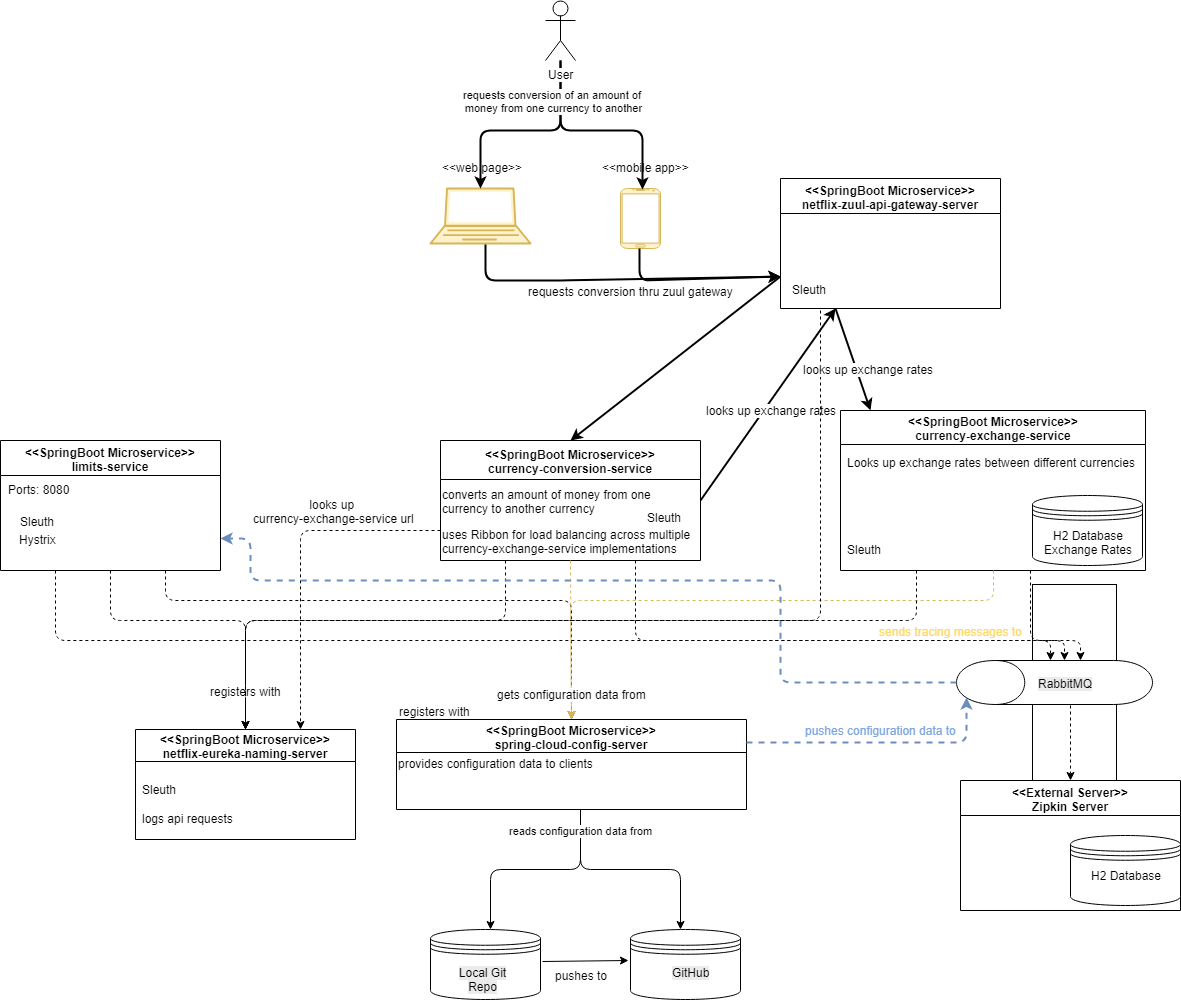 User
requests conversion of an amount of
money from one currency to another
<<web page>>
<<mobile app>>
<<SpringBoot Microservice>>
netflix-zuul-api-gateway-server
Sleuth
requests conversion thru zuul gateway
looks up exchange rates
looks up exchange rates
<<SpringBoot Microservice>>
currency-exchange-service
Looks up exchange rates between different currencies
H2 Database
Exchange Rates
Sleuth
<<SpringBoot Microservice>>
limits-service
Ports: 8080
Sleuth
Hystrix
looks up
currency-exchange-service url
<<SpringBoot Microservice>>
currency-conversion-service
converts an amount of money from one
currency to another currency
Sleuth
uses Ribbon for load balancing across multiple
currency-exchange-service implementations
sends tracing messages to
RabbitMQ
registers with
gets configuration data from
registers with
<<SpringBoot Microservice>>
netflix-eureka-naming-server
Sleuth
logs api requests
<<SpringBoot Microservice>>
spring-cloud-config-server
provides configuration data to clients
pushes configuration data to
<<External Server>>
Zipkin Server
H2 Database
reads configuration data from
Local Git
Repo
pushes to
GitHub